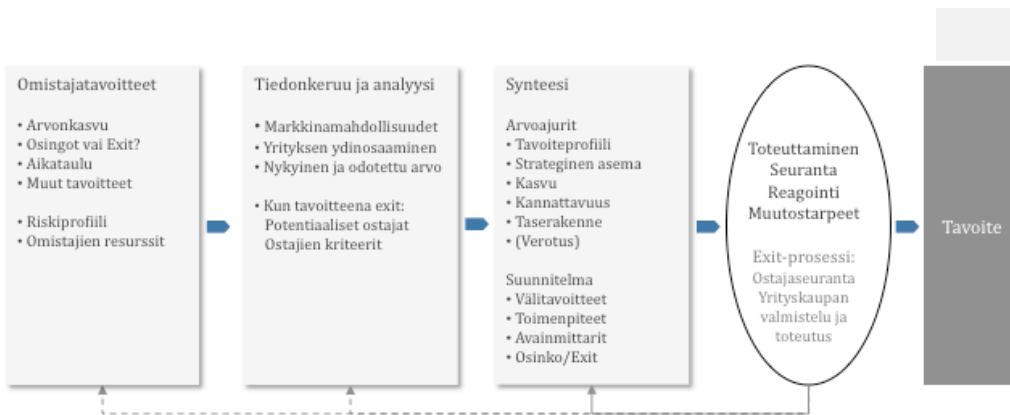 Omistajatavoitteet
• Arvonkasvu
• Osingot vai Exit?
• Aikataulu
• Muut tavoitteet
• Riskiprofiili
• Omistajien resurssit
Tiedonkeruu ja analyysi
• Markkinamahdollisuudet
• Yrityksen ydinosaaminen
• Nykyinen ja odotettu arvo
• Kun tavoitteena exit:
Potentiaaliset ostajat
Ostajien kriteerit
Synteesi
Arvoajurit
• Tavoiteprofiili
• Strateginen asema
• Kasvu
• Kannattavuus
• Taserakenne
• (Verotus)
Suunnitelma
• Välitavoitteet
• Toimenpiteet
• Avainmittarit
• Osinko/Exit
Toteuttaminen
Seuranta
Reagointi
Muutostarpeet
Exit-prosessi:
Ostajaseuranta
Yrityskaupan
valmistelu ja
toteutus
Tavoite